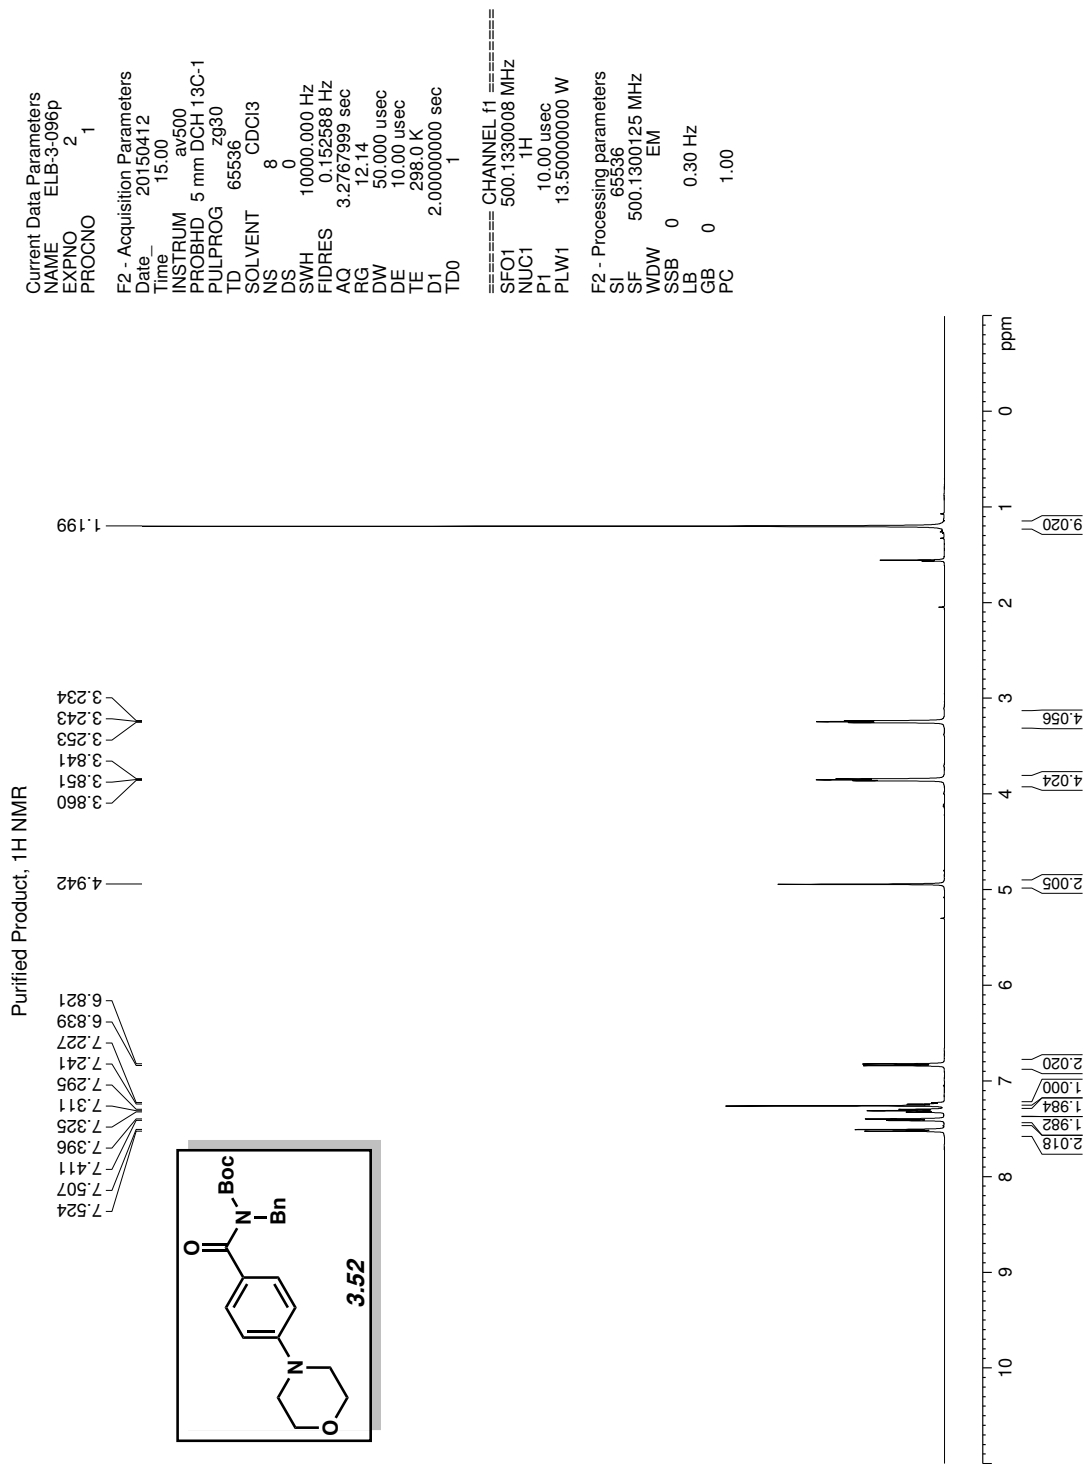 Purified Product, 1H NMR
Current Data Parameters
NAME ELB-3-096p
EXPNO 2
PROCNO 1
F2 - Acquisition Parameters
Date_ 20150412
Time 15.00
INSTRUM av500
PROBHD 5 mm DCH 13C-1
PULPROG zg30
TD 65536
SOLVENT CDCl3
NS 8
DS 0
SWH 10000.000 Hz
FIDRES 0.152588 Hz
AQ 3.2767999 sec
RG 12.14
DW 50.000 usec
DE 10.00 usec
TE 298.0 K
D1 2.00000000 sec
TD0 1
======== CHANNEL f1 ========
SFO1 500.1330008 MHz
NUC1 1H
P1 10.00 usec
PLW1 13.50000000 W
F2 - Processing parameters
SI 65536
SF 500.1300125 MHz
WDW EM
SSB 0
LB 0.30 Hz
GB 0
PC 1.00
7.524
7.507
7.411
7.396
7.325
7.311
7.295
7.241
7.227
6.839
6.821
4.942
3.860
3.851
3.841
3.253
3.243
3.234
1.199
O
N
Boc
Bn
N
O
3.52
10 9 8 7 6 5 4 3 2 1 0 ppm
2.018
1.982
1.984
1.000
2.020
2.005
4.024
4.056
9.020